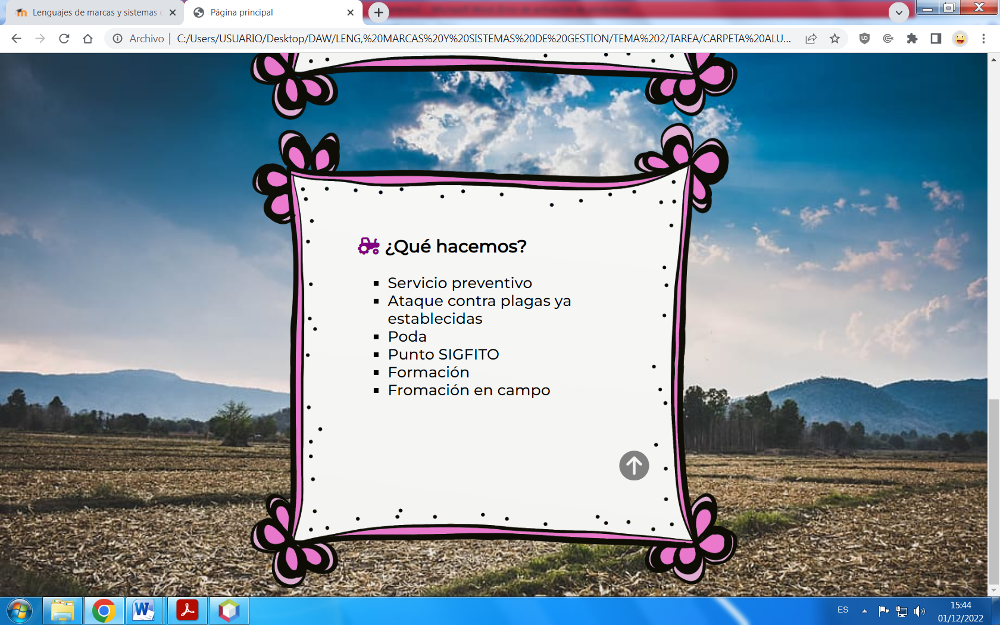 Lenguajes de marcas y sistemas
Página principal
Archivo
C:/Users/USUARIO/Desktop/DAW/LENG,%20MARCAS%20Y%20SISTEMAS%20DE%20GESTION/TEMA%202/TAREA/CARPETA%20ALU...
¿Qué hacemos?
Servicio preventivo
Ataque contra plagas ya
establecidas
Poda
Punto SIGFITO
Formación
Fromación en campo
ES
15:44
01/12/2022